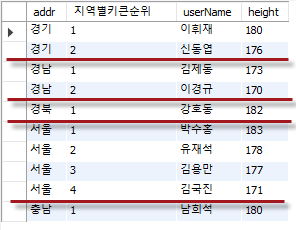 addr 지역별키큰순위 userName height
경기 1 이휘재 180
경기 2 신동엽 176
경남 1 김제동 173
경남 2 이경규 170
경북 1 강호동 182
서울 1 박수홍 183
서울 2 유재석 178
서울 3 김용만 177
서울 4 김국진 171
충남 1 남희석 180